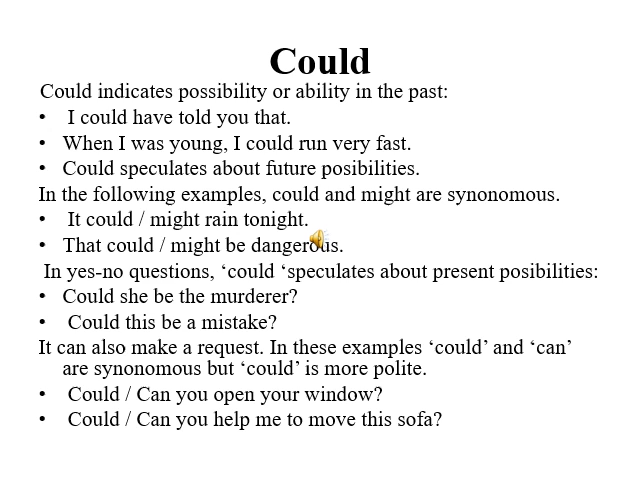 Could
Could indicates possibility or ability in the past:
• I could have told you that.
• When I was young, I could run very fast.
• Could speculates about future posibilities.
In the following examples, could and might are synonomous.
• It could / might rain tonight.
• That could / might be dangerous.
In yes-no questions, ‘could ‘speculates about present posibilities:
• Could she be the murderer?
• Could this be a mistake?
It can also make a request. In these examples ‘could’ and ‘can’
are synonomous but ‘could’ is more polite.
• Could / Can you open your window?
• Could / Can you help me to move this sofa?